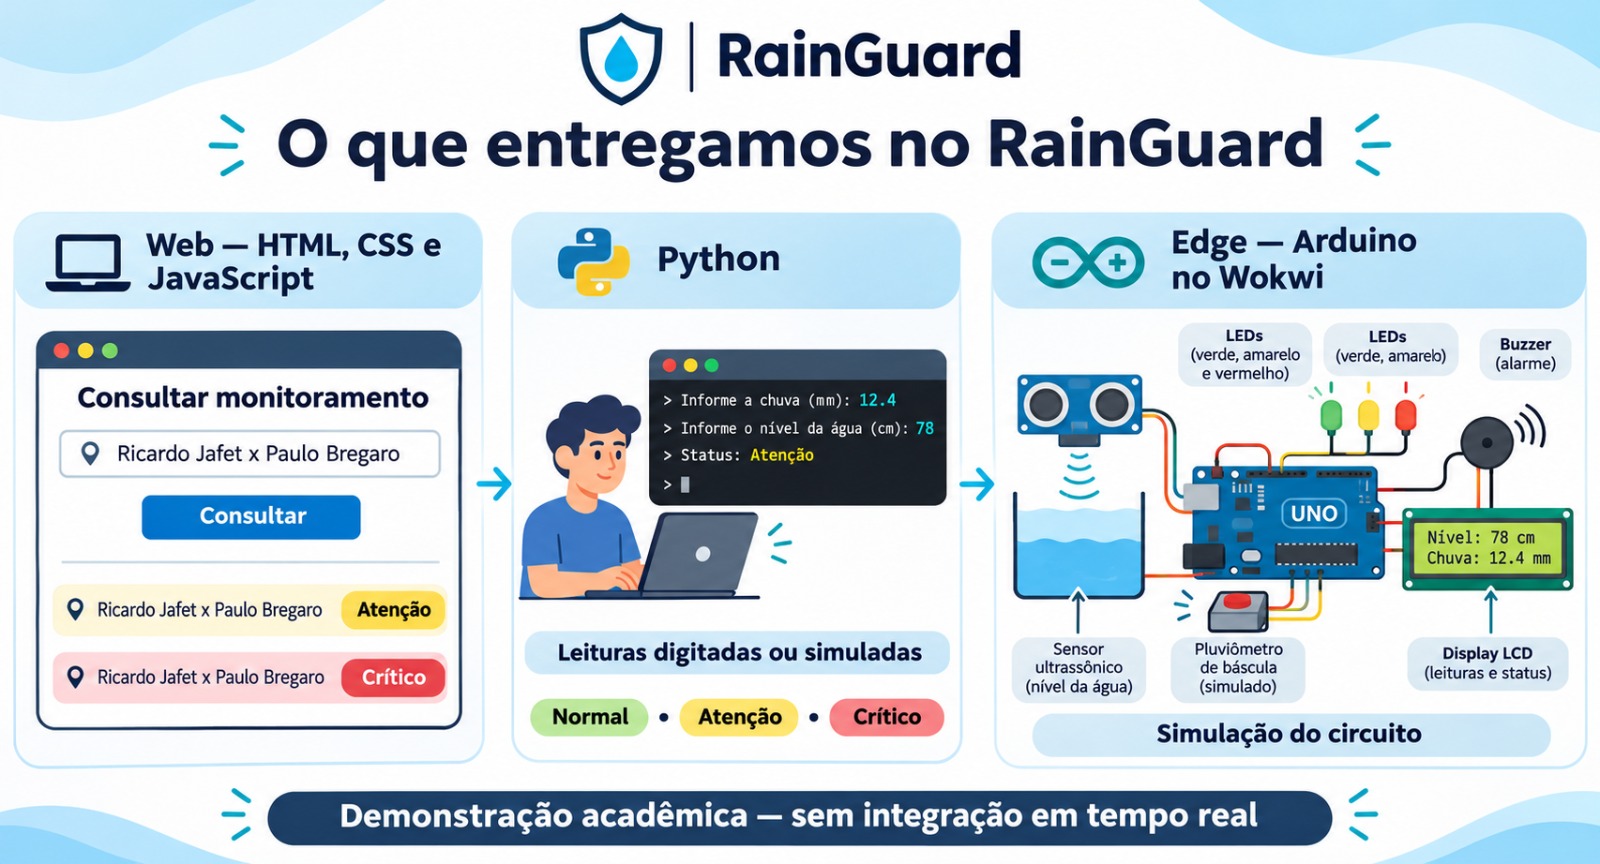 RainGuard
O que entregamos no RainGuard
Web — HTML, CSS e
JavaScript
Consultar monitoramento
Ricardo Jafet x Paulo Bregaro
Consultar
Ricardo Jafet x Paulo Bregaro Atenção
Ricardo Jafet x Paulo Bregaro Crítico
Python
> Informe a chuva (mm): 12.4
> Informe o nível da água (cm): 78
> Status: Atenção
>
Leituras digitadas ou simuladas
Normal • Atenção • Crítico
Edge — Arduino
no Wokwi
LEDs
(verde, amarelo
e vermelho)
LEDs
(verde, amarelo)
Buzzer
(alarme)
UNO
Nível: 78 cm
Chuva: 12.4 mm
Sensor
ultrassônico
(nível da água)
Pluviômetro
de báscula
(simulado)
Display LCD
(leituras e status)
Simulação do circuito
Demonstração acadêmica — sem integração em tempo real